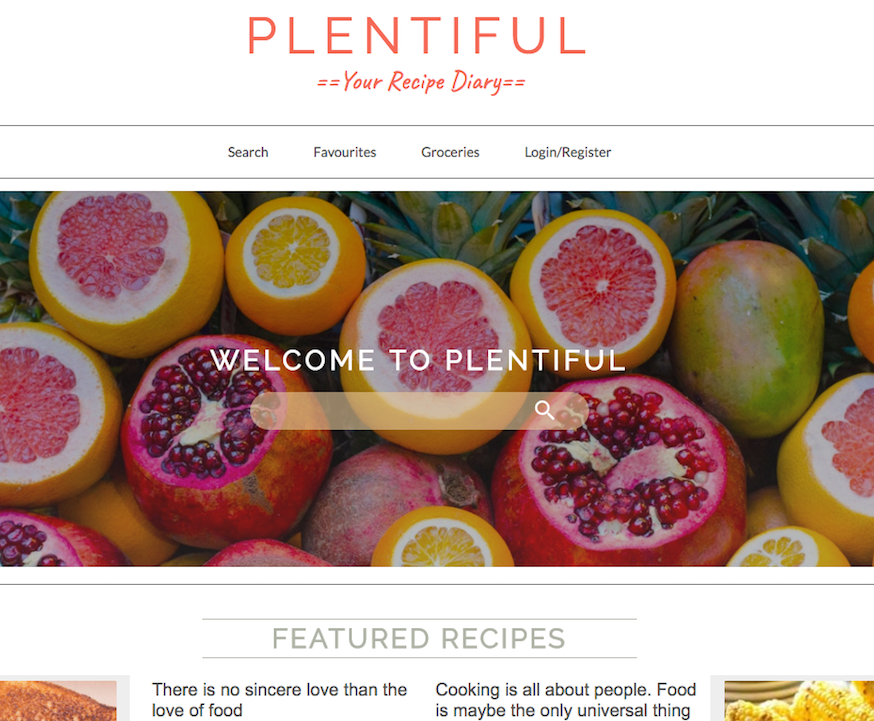 PLENTIFUL
==Your Recipe Diary==
Search Favourites Groceries Login/Register
WELCOME TO PLENTIFUL
FEATURED RECIPES
There is no sincere love than the
love of food
Cooking is all about people. Food
is maybe the only universal thing